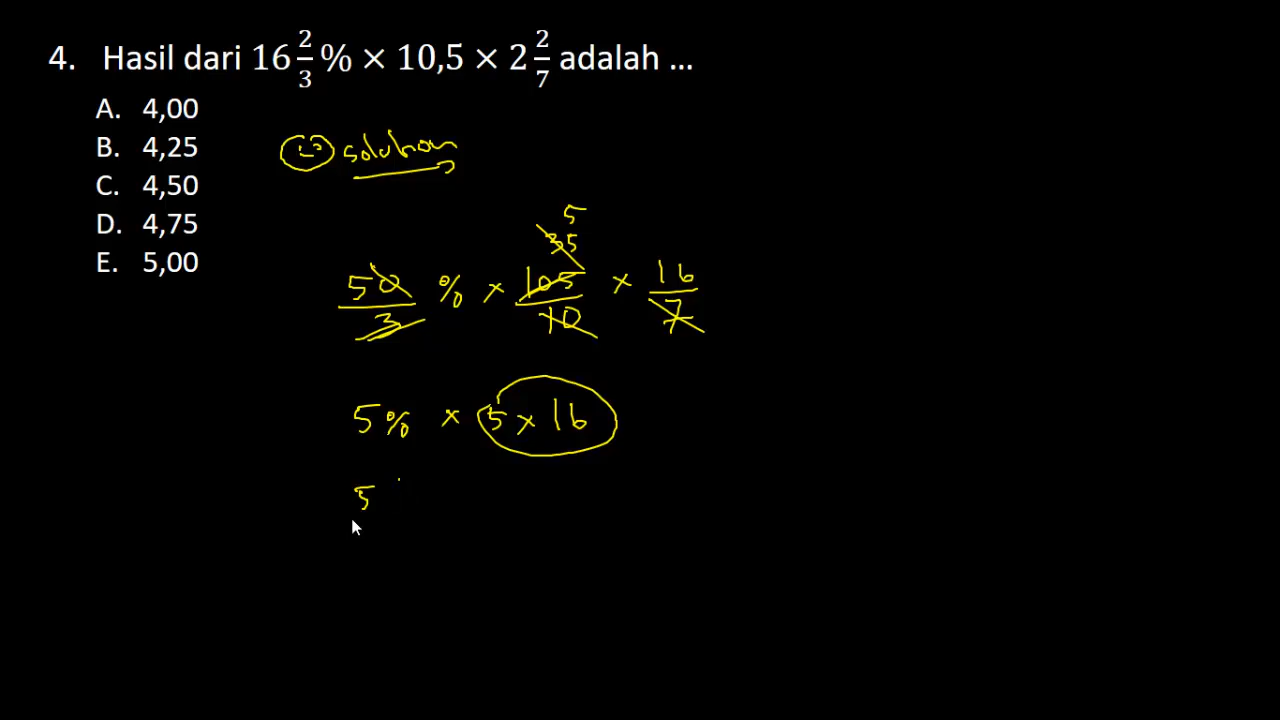 4. Hasil dari 16 2/3 % × 10,5 × 2 2/7 adalah ...
A. 4,00
B. 4,25
C. 4,50
D. 4,75
E. 5,00
solution
5
35
50/3 % × 105/10 × 16/7
5% × 5 × 16
5